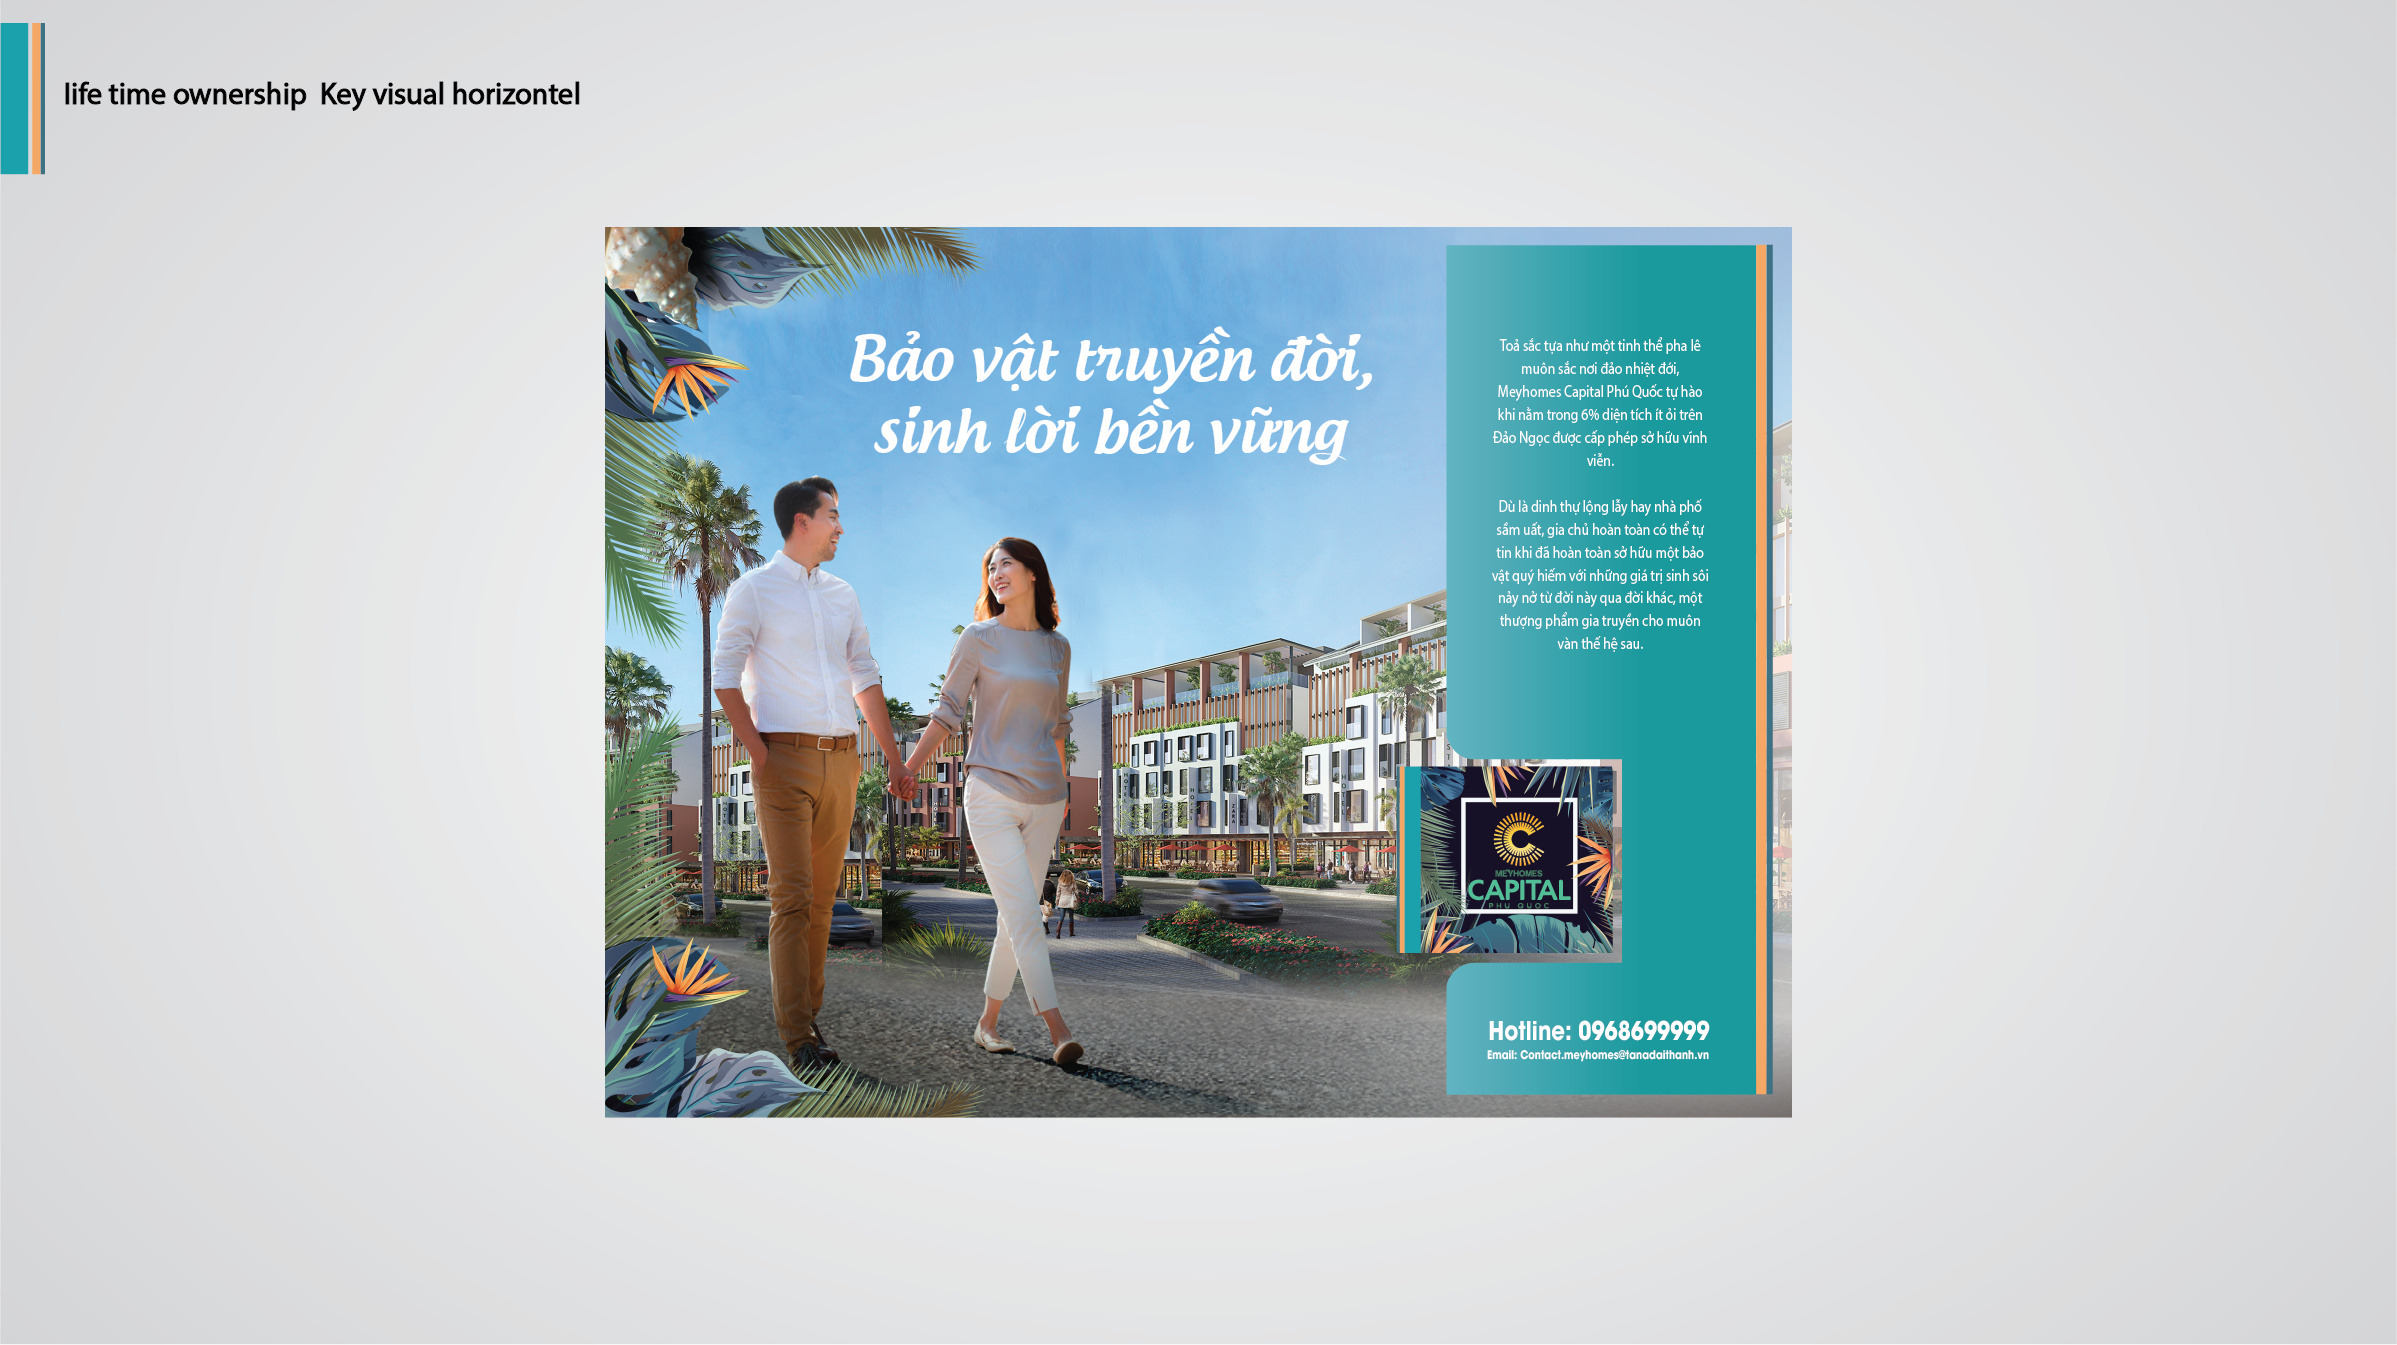 life time ownership  Key visual horizontel
Bảo vật truyền đời,
sinh lời bền vững
Toả sắc tựa như một tinh thể pha lê
muôn sắc nơi đảo nhiệt đới,
Meyhomes Capital Phú Quốc tự hào
khi nằm trong 6% diện tích ít ỏi trên
Đảo Ngọc được cấp phép sở hữu vĩnh
viễn.
Dù là dinh thự lộng lẫy hay nhà phố
sầm uất, gia chủ hoàn toàn có thể tự
tin khi đã hoàn toàn sở hữu một bảo
vật quý hiếm với những giá trị sinh sôi
nảy nở từ đời này qua đời khác, một
thượng phẩm gia truyền cho muôn
vàn thế hệ sau.
MEYHOMES
CAPITAL
PHU QUOC
Hotline: 0968699999
Email: Contact.meyhomes@tanadaithanh.vn
HOTEL
ZARA
HOTEL